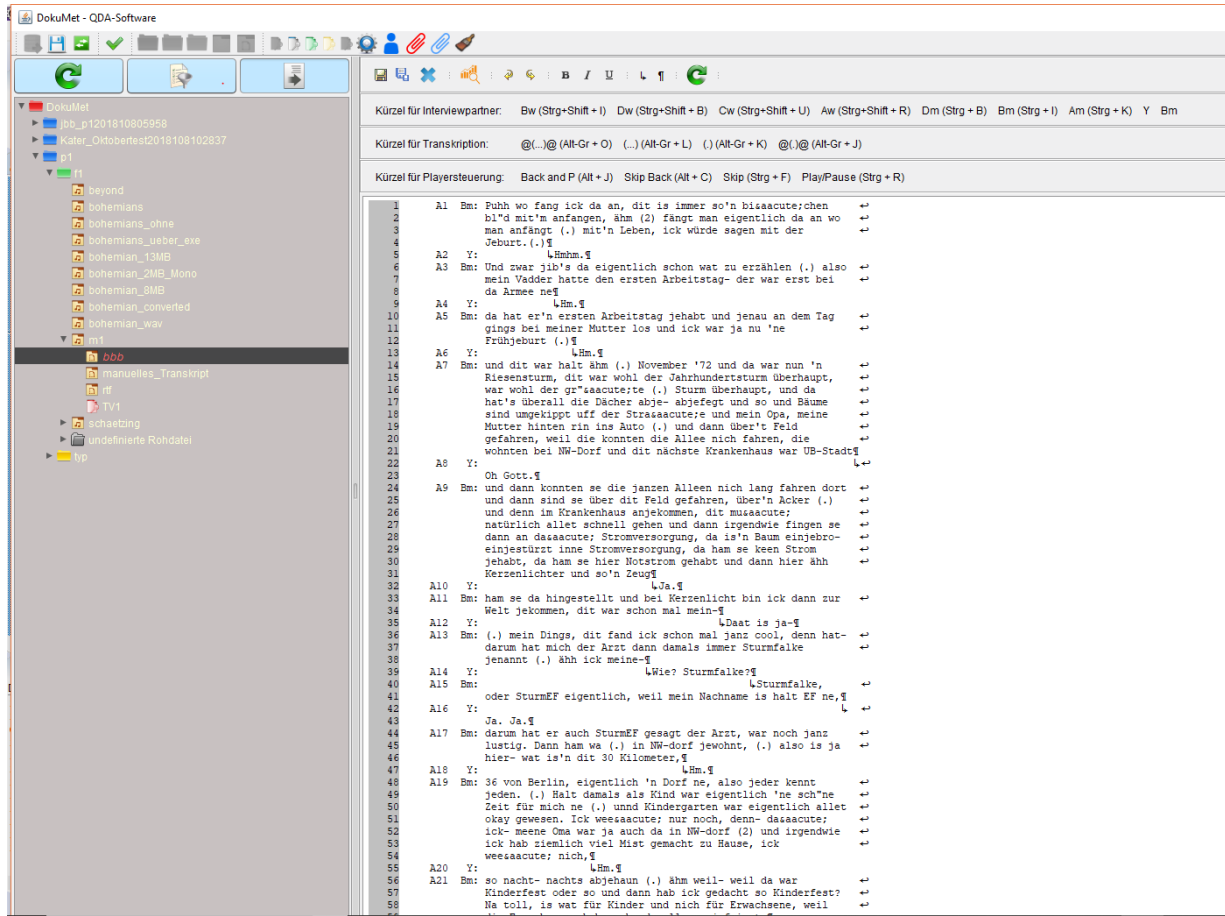 DokuMet - QDA-Software
DokuMet
jbb_p1201810805958
Kater_Oktobertest2018108102837
p1
f1
beyond
bohemians
bohemians_ohne
bohemians_ueber_exe
bohemian_13MB
bohemian_2MB_Mono
bohemian_8MB
bohemian_converted
bohemian_wav
m1
bbb
manuelles_Transkript
rtf
TV1
schaetzing
undefinierte Rohdatei
typ
B I U ↳ ¶
Kürzel für Interviewpartner: Bw (Strg+Shift + I) Dw (Strg+Shift + B) Cw (Strg+Shift + U) Aw (Strg+Shift + R) Dm (Strg + B) Bm (Strg + I) Am (Strg + K) Y Bm
Kürzel für Transkription: @(...)@ (Alt-Gr + O) (...) (Alt-Gr + L) (.) (Alt-Gr + K) @(.)@ (Alt-Gr + J)
Kürzel für Playersteuerung: Back and P (Alt + J) Skip Back (Alt + C) Skip (Strg + F) Play/Pause (Strg + R)
1 A1 Bm: Puhh wo fang ick da an, dit is immer so'n bi&aacute;chen ↩
2 bl"d mit'm anfangen, ähm (2) fängt man eigentlich da an wo ↩
3 man anfängt (.) mit'n Leben, ick würde sagen mit der ↩
4 Jeburt.(.)¶
5 A2 Y: ↳Hmhm.¶
6 A3 Bm: Und zwar jib's da eigentlich schon wat zu erzählen (.) also ↩
7 mein Vadder hatte den ersten Arbeitstag- der war erst bei ↩
8 da Armee ne¶
9 A4 Y: ↳Hm.¶
10 A5 Bm: da hat er'n ersten Arbeitstag jehabt und jenau an dem Tag ↩
11 gings bei meiner Mutter los und ick war ja nu 'ne ↩
12 Frühjeburt (.)¶
13 A6 Y: ↳Hm.¶
14 A7 Bm: und dit war halt ähm (.) November '72 und da war nun 'n ↩
15 Riesensturm, dit war wohl der Jahrhundertsturm überhaupt, ↩
16 war wohl der gr"&aacute;te (.) Sturm überhaupt, und da ↩
17 hat's überall die Dächer abje- abjefegt und so und Bäume ↩
18 sind umgekippt uff der Stra&aacute;e und mein Opa, meine ↩
19 Mutter hinten rin ins Auto (.) und dann über't Feld ↩
20 gefahren, weil die konnten die Allee nich fahren, die ↩
21 wohnten bei NW-Dorf und dit nächste Krankenhaus war UB-Stadt¶
22 A8 Y: ↳↩
23 Oh Gott.¶
24 A9 Bm: und dann konnten se die janzen Alleen nich lang fahren dort ↩
25 und dann sind se über dit Feld gefahren, über'n Acker (.) ↩
26 und denn im Krankenhaus anjekommen, dit mu&aacute; ↩
27 natürlich allet schnell gehen und dann irgendwie fingen se ↩
28 dann an da&aacute; Stromversorgung, da is'n Baum einjebro- ↩
29 einjestürzt inne Stromversorgung, da ham se keen Strom ↩
30 jehabt, da ham se hier Notstrom gehabt und dann hier ähh ↩
31 Kerzenlichter und so'n Zeug¶
32 A10 Y: ↳Ja.¶
33 A11 Bm: ham se da hingestellt und bei Kerzenlicht bin ick dann zur ↩
34 Welt jekommen, dit war schon mal mein-¶
35 A12 Y: ↳Daat is ja-¶
36 A13 Bm: (.) mein Dings, dit fand ick schon mal janz cool, denn hat- ↩
37 darum hat mich der Arzt dann damals immer Sturmfalke ↩
38 jenannt (.) ähh ick meine-¶
39 A14 Y: ↳Wie? Sturmfalke?¶
40 A15 Bm: ↳Sturmfalke, ↩
41 oder SturmEF eigentlich, weil mein Nachname is halt EF ne,¶
42 A16 Y: ↳ ↩
43 Ja. Ja.¶
44 A17 Bm: darum hat er auch SturmEF gesagt der Arzt, war noch janz ↩
45 lustig. Dann ham wa (.) in NW-dorf jewohnt, (.) also is ja ↩
46 hier- wat is'n dit 30 Kilometer,¶
47 A18 Y: ↳Hm.¶
48 A19 Bm: 36 von Berlin, eigentlich 'n Dorf ne, also jeder kennt ↩
49 jeden. (.) Halt damals als Kind war eigentlich 'ne sch"ne ↩
50 Zeit für mich ne (.) unnd Kindergarten war eigentlich allet ↩
51 okay gewesen. Ick wee&aacute; nur noch, denn- da&aacute; ↩
52 ick- meene Oma war ja auch da in NW-dorf (2) und irgendwie ↩
53 ick hab ziemlich viel Mist gemacht zu Hause, ick ↩
54 wee&aacute; nich,¶
55 A20 Y: ↳Hm.¶
56 A21 Bm: so nacht- nachts abjehaun (.) ähm weil- weil da war ↩
57 Kinderfest oder so und dann hab ick gedacht so Kinderfest? ↩
58 Na toll, is wat für Kinder und nich für Erwachsene, weil ↩